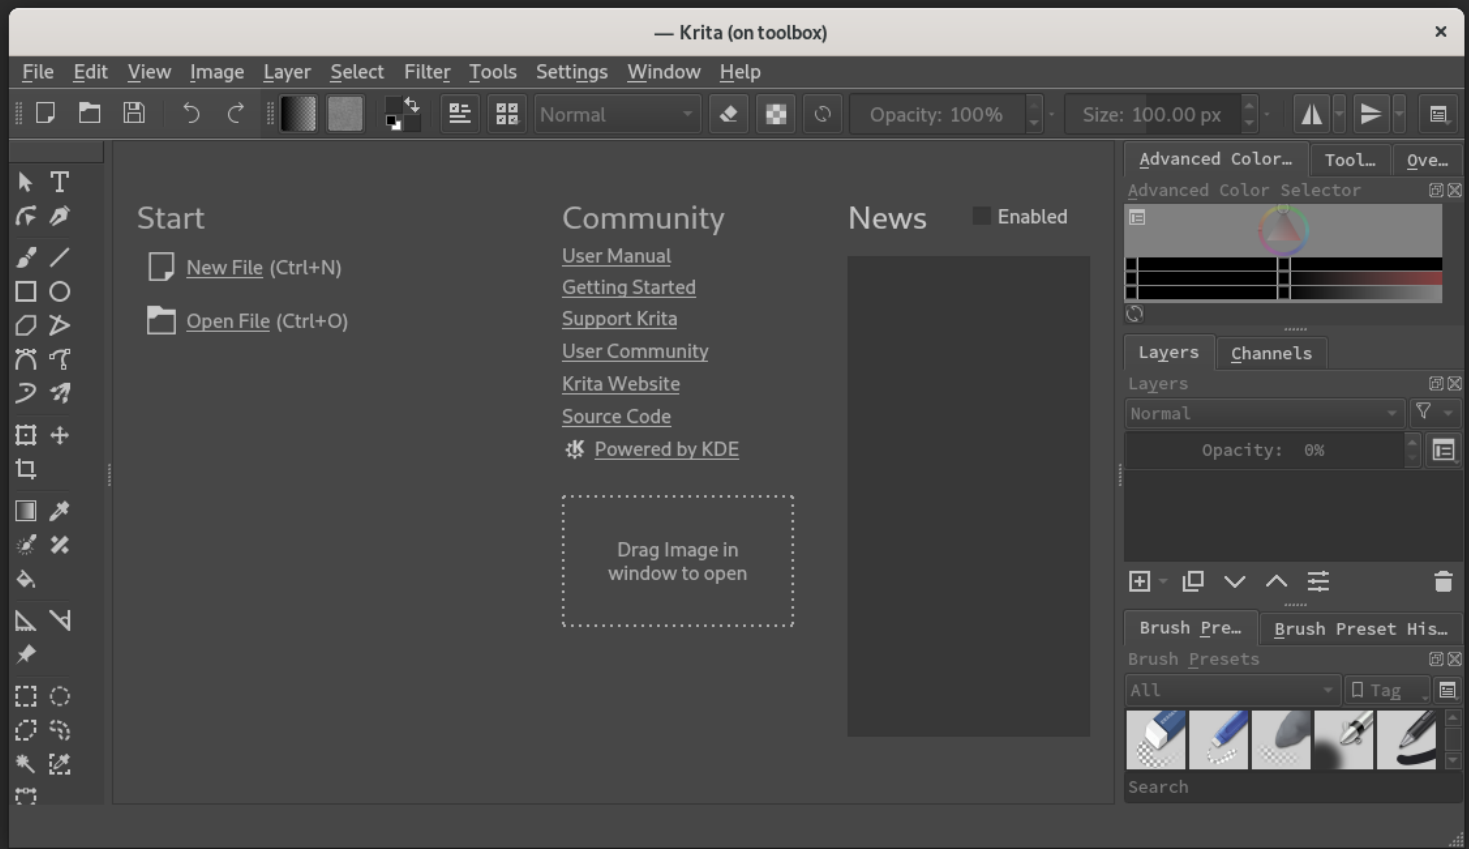 — Krita (on toolbox)
File Edit View Image Layer Select Filter Tools Settings Window Help
Normal Opacity: 100% Size: 100.00 px
Advanced Color… Tool… Ove…
Advanced Color Selector
Start
New File (Ctrl+N)
Open File (Ctrl+O)
Community
User Manual
Getting Started
Support Krita
User Community
Krita Website
Source Code
Powered by KDE
Drag Image in
window to open
News Enabled
Layers Channels
Layers
Normal
Opacity: 0%
Brush Pre… Brush Preset His…
Brush Presets
All Tag
Search